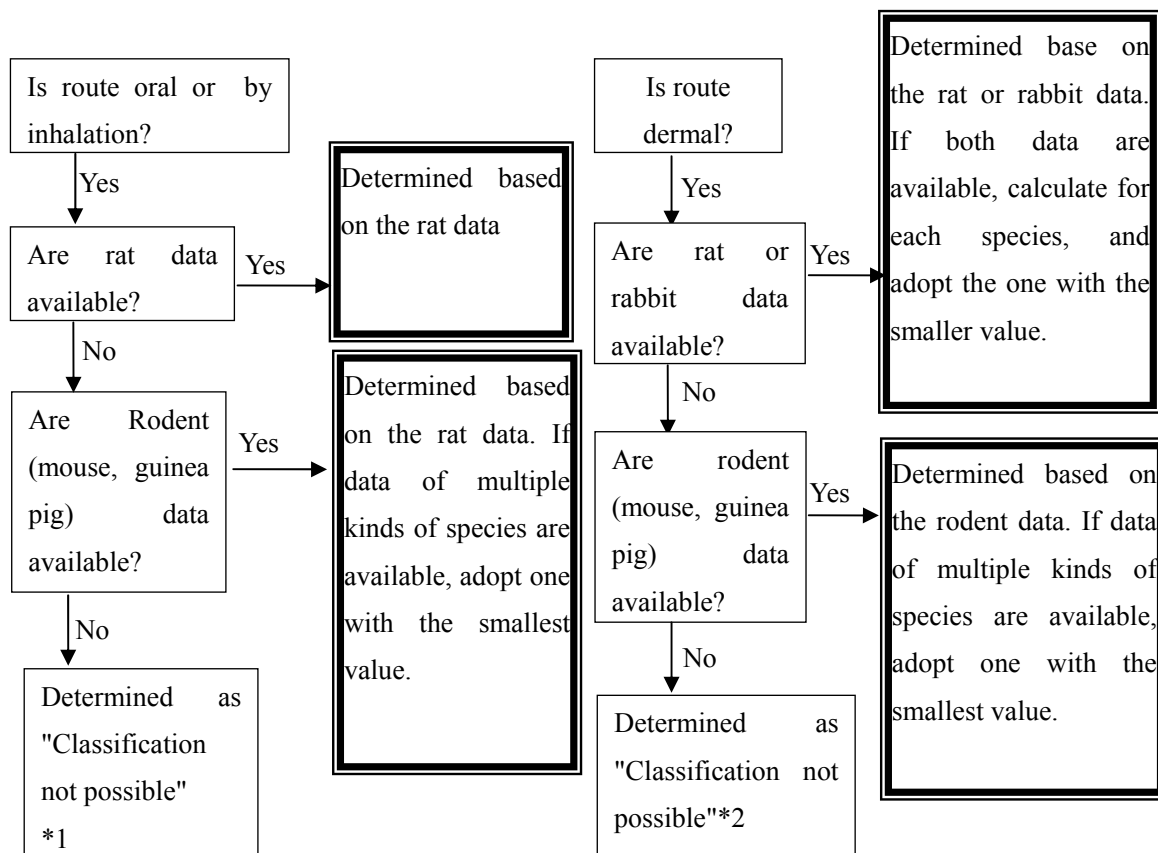 Is route oral or by
inhalation?
Yes
Are rat data
available?
Yes
Determined based
on the rat data
No
Are Rodent
(mouse, guinea
pig) data
available?
Yes
Determined based
on the rat data. If
data of multiple
kinds of species are
available, adopt one
with the smallest
value.
No
Determined as
"Classification
not possible"
*1
Is route
dermal?
Yes
Are rat or
rabbit data
available?
Yes
Determined base on
the rat or rabbit data.
If both data are
available, calculate for
each species, and
adopt the one with the
smaller value.
No
Are rodent
(mouse, guinea
pig) data
available?
Yes
Determined based on
the rodent data. If data
of multiple kinds of
species are available,
adopt one with the
smallest value.
No
Determined as
"Classification not
possible"*2